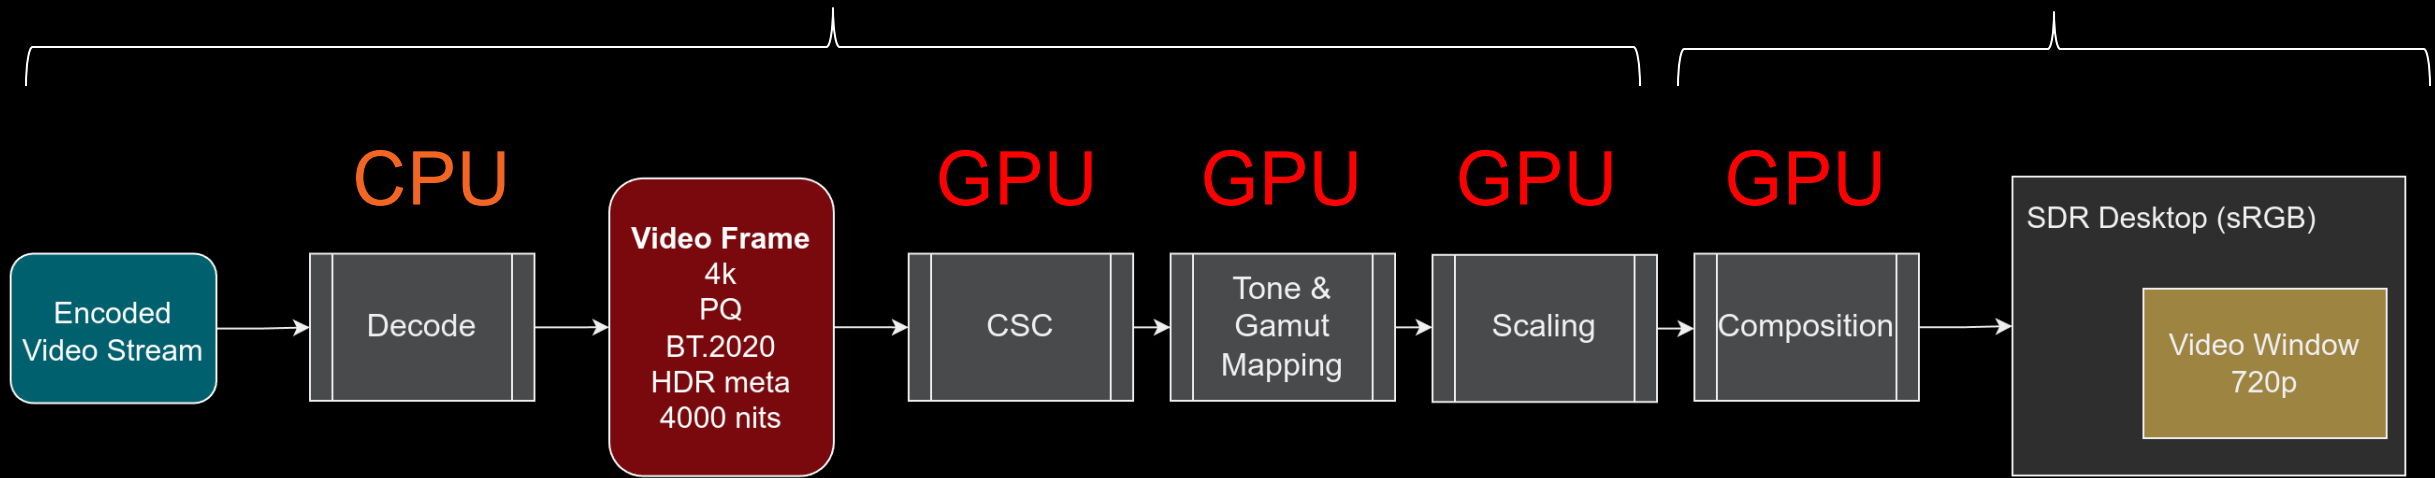 CPU
GPU
GPU
GPU
GPU
Encoded
Video Stream
Decode
Video Frame
4k
PQ
BT.2020
HDR meta
4000 nits
CSC
Tone &
Gamut
Mapping
Scaling
Composition
SDR Desktop (sRGB)
Video Window
720p